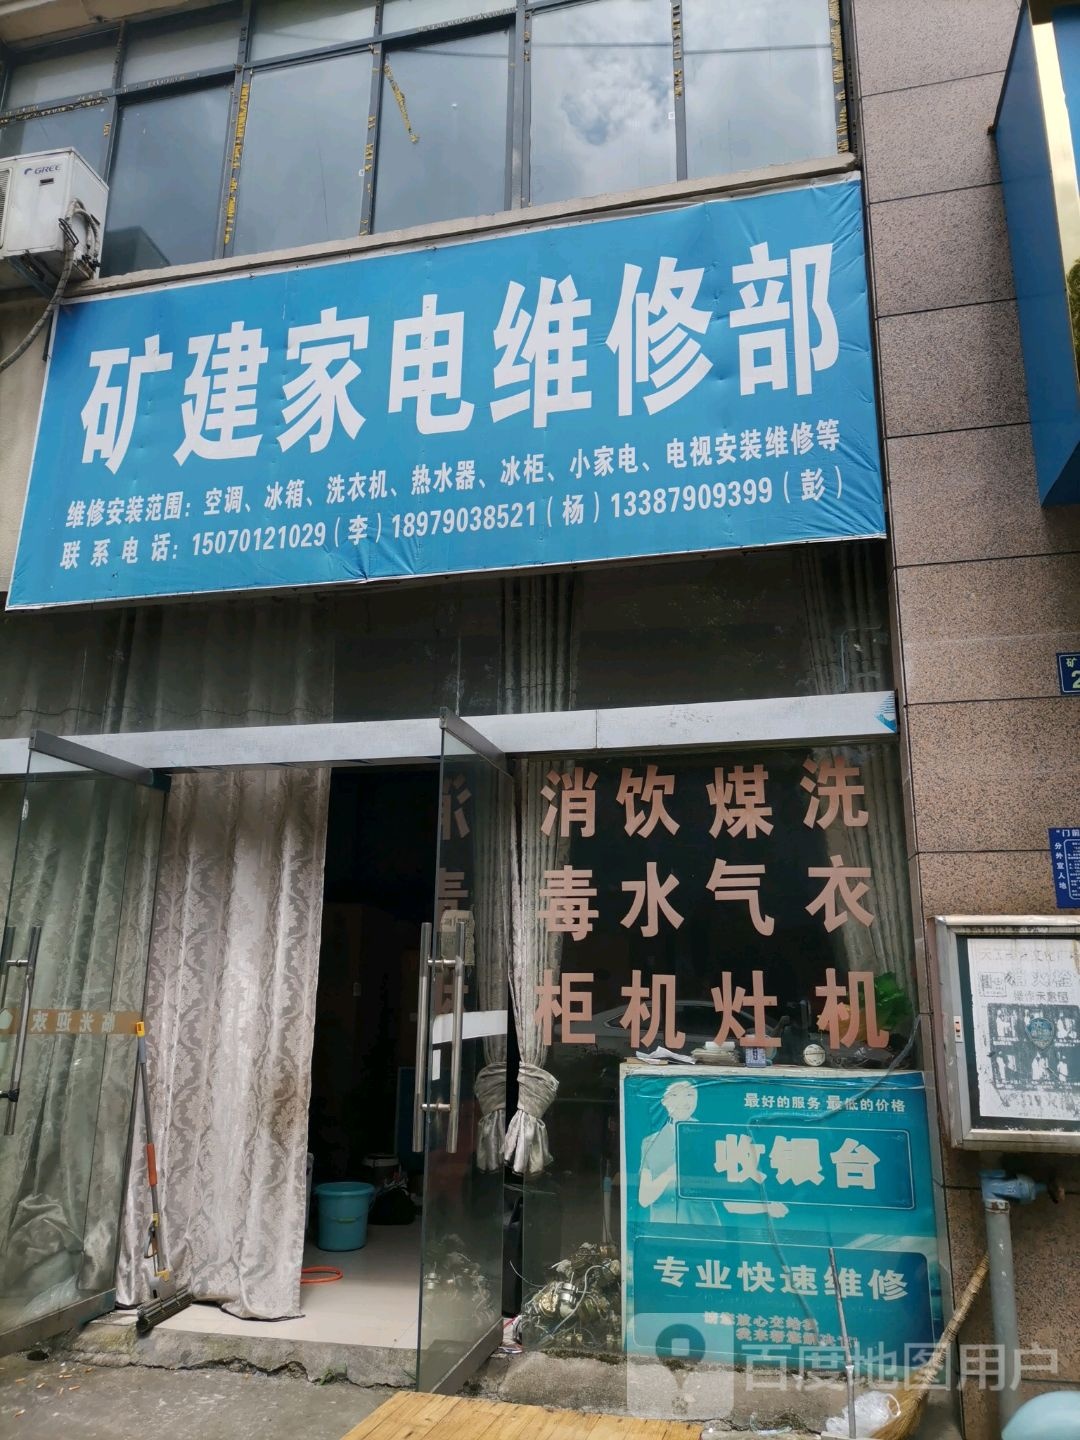 GREE
矿建家电维修部
维修安装范围：空调、冰箱、洗衣机、热水器、冰柜、小家电、电视安装维修等
联系电话：15070121029（李）18979038521（杨）13387909399（彭）
消毒柜
饮水机
煤气灶
洗衣机
最好的服务 最低的价格
收银台
专业快速维修
百度地图用户